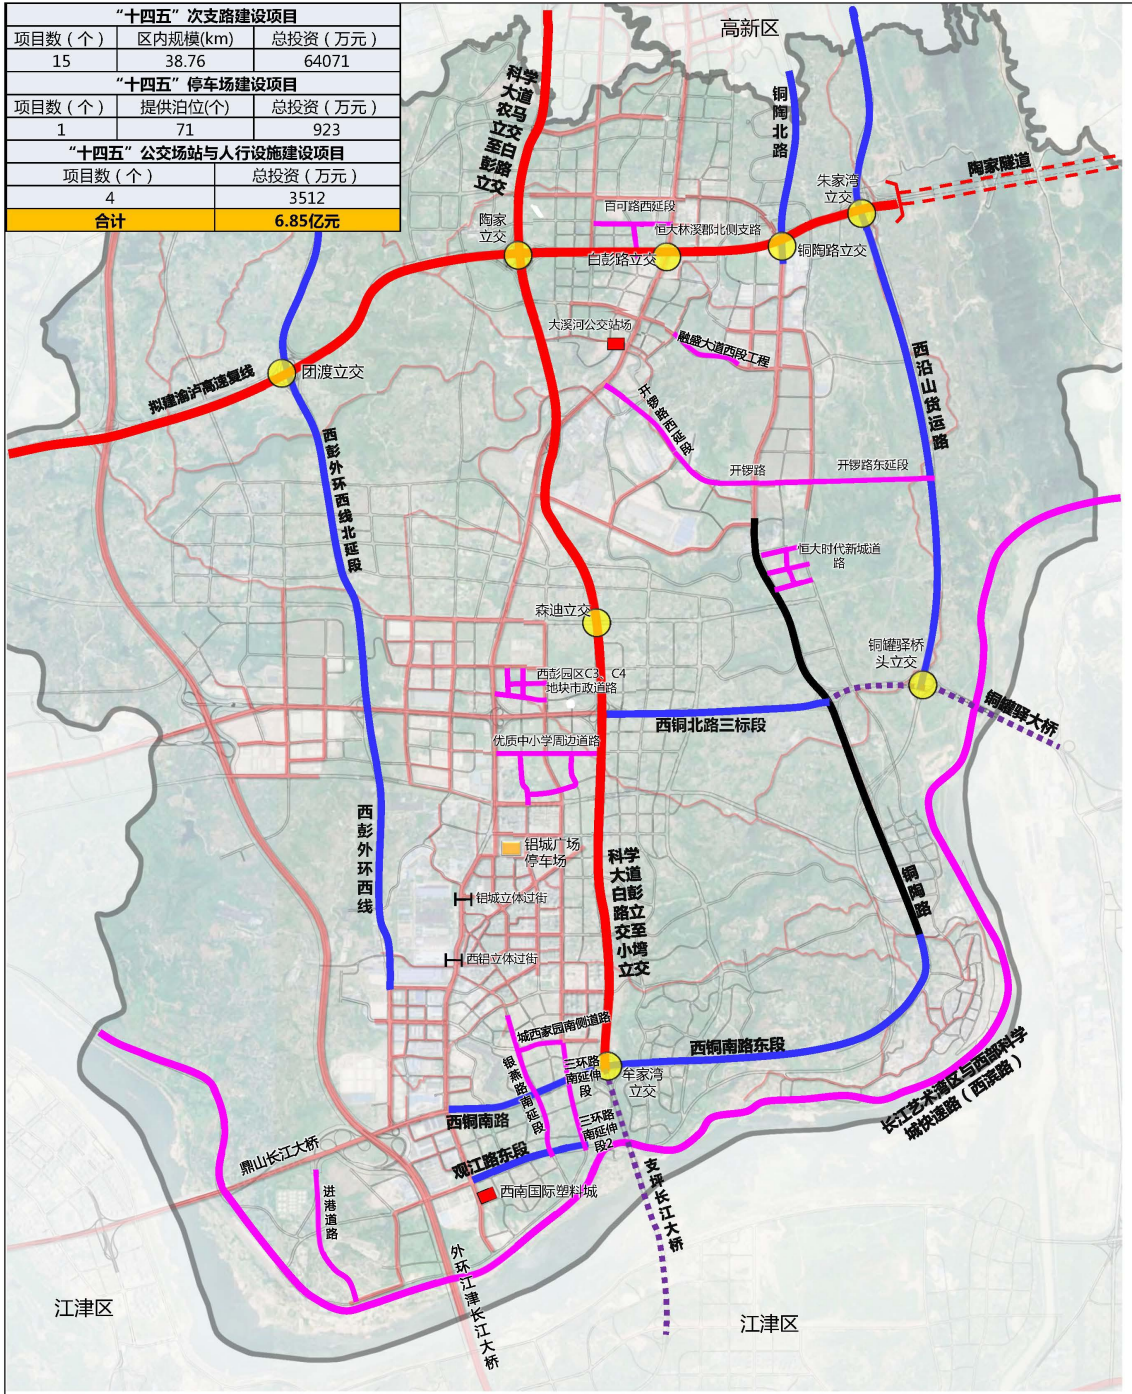 “十四五”次支路建设项目
项目数（个） 区内规模(km) 总投资（万元）
15 38.76 64071
“十四五”停车场建设项目
项目数（个） 提供泊位(个) 总投资（万元）
1 71 923
“十四五”公交场站与人行设施建设项目
项目数（个） 总投资（万元）
4 3512
合计 6.85亿元
高新区
科学
大道
农马
立交
至白
彭路
立交
铜陶北路
陶家隧道
朱家湾
立交
陶家
立交
百可路西延段
恒大林溪郡北侧支路
白彭路立交
铜陶路立交
大溪河公交站场
融盛大道西段工程
西沿山货运路
团渡立交
拟建渝泸高速复线
开锣路西延段
西彭外环西线北延段
开锣路
开锣路东延段
恒大时代新城道
路
森迪立交
铜罐驿桥
头立交
西彭园区C3、C4
地块市政道路
铜罐驿大桥
西铜北路三标段
优质中小学周边道路
西彭外环西线
铝城广场
停车场
科学
大道
白彭
路立
交至
小塆
立交
铜陶路
铝城立体过街
西铝立体过街
城西家园南侧道路
银燕路南延段
三环路
南延伸
段
西铜南路东段
牟家湾
立交
西铜南路
三环路
南延伸
段2
长江艺术湾区与西部科学
城快速路（西滨路）
鼎山长江大桥
观江路东段
支坪长江大桥
进港道路
西南国际塑料城
外环江津长江大桥
江津区
江津区